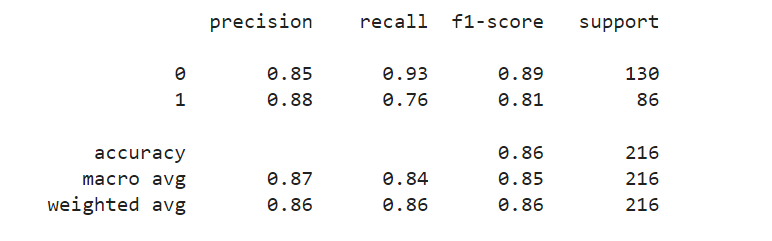 precision recall f1-score support
0 0.85 0.93 0.89 130
1 0.88 0.76 0.81 86
accuracy 0.86 216
macro avg 0.87 0.84 0.85 216
weighted avg 0.86 0.86 0.86 216